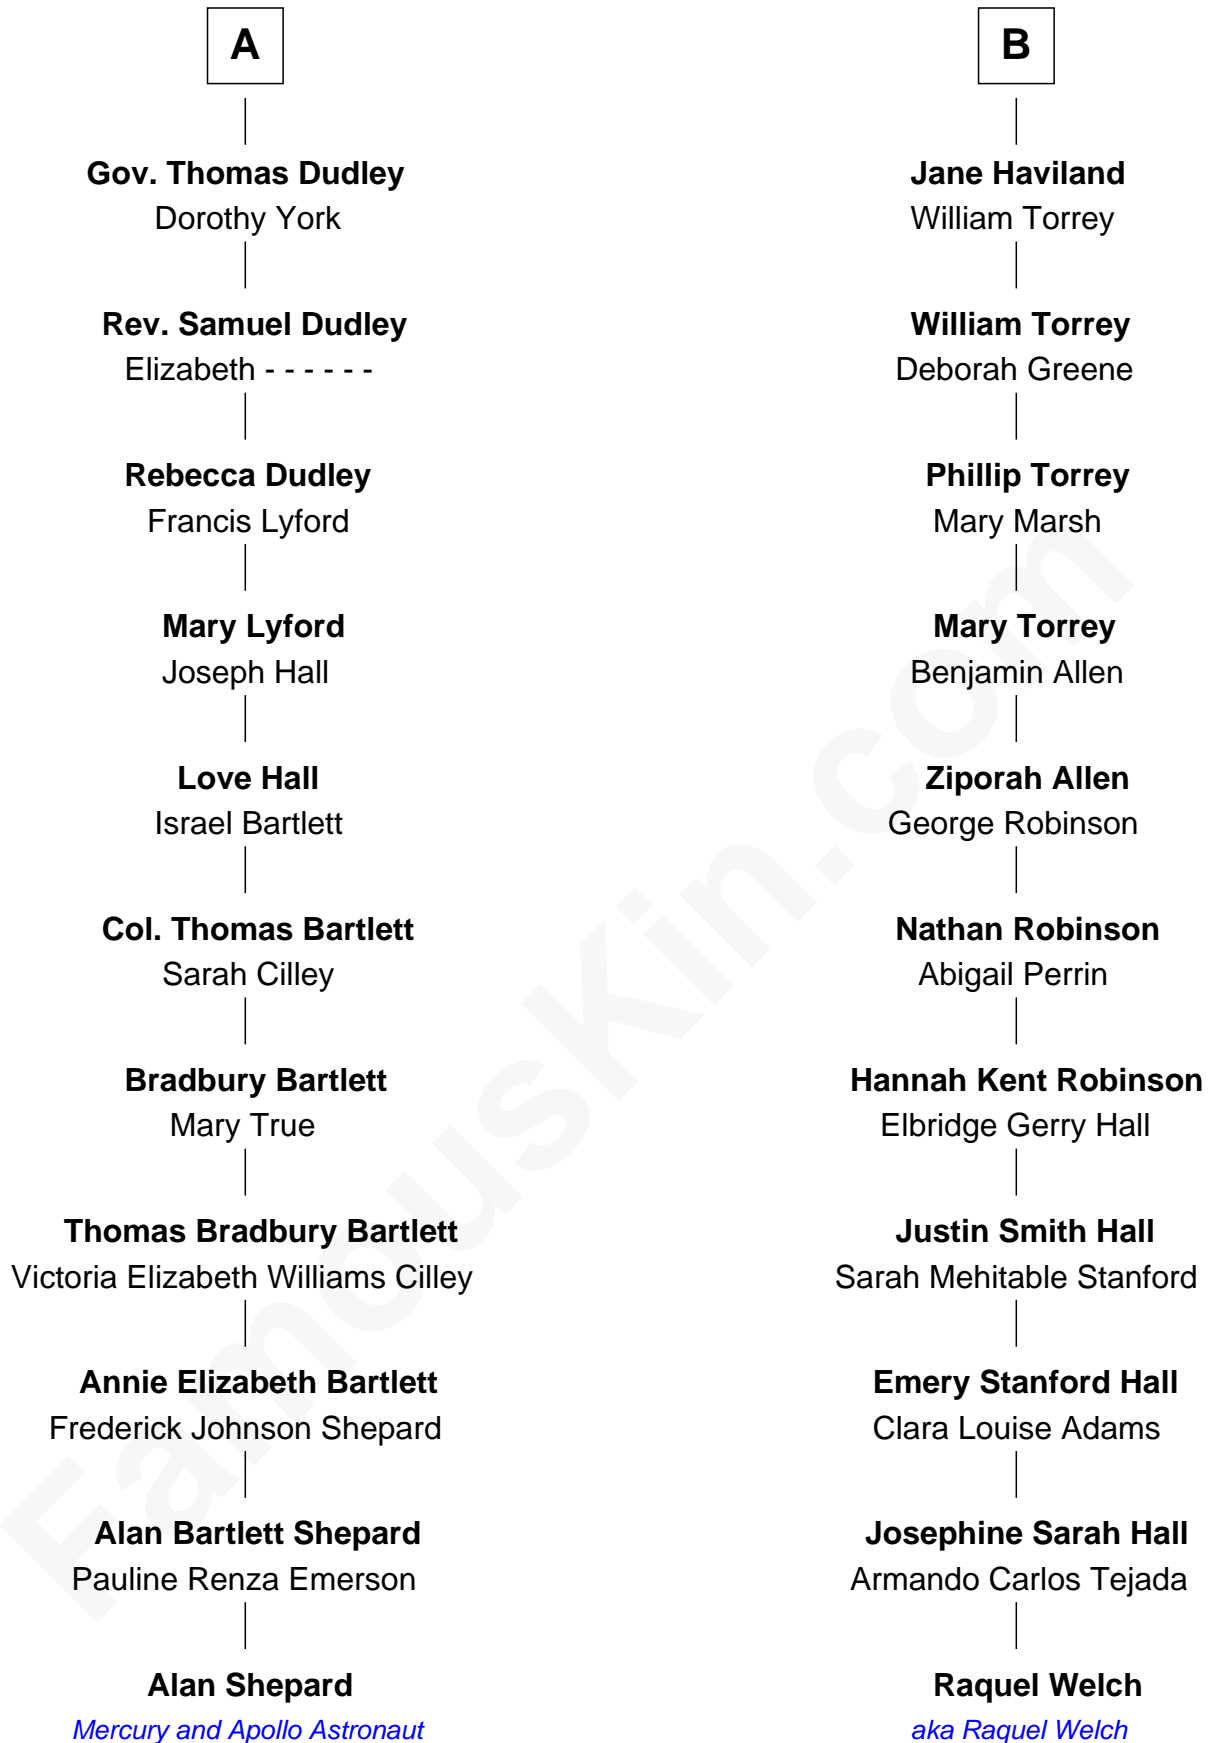 A
Gov. Thomas Dudley
Dorothy York
Rev. Samuel Dudley
Elizabeth - - - - - -
Rebecca Dudley
Francis Lyford
Mary Lyford
Joseph Hall
Love Hall
Israel Bartlett
Col. Thomas Bartlett
Sarah Cilley
Bradbury Bartlett
Mary True
Thomas Bradbury Bartlett
Victoria Elizabeth Williams Cilley
Annie Elizabeth Bartlett
Frederick Johnson Shepard
Alan Bartlett Shepard
Pauline Renza Emerson
Alan Shepard
Mercury and Apollo Astronaut
B
Jane Haviland
William Torrey
William Torrey
Deborah Greene
Phillip Torrey
Mary Marsh
Mary Torrey
Benjamin Allen
Ziporah Allen
George Robinson
Nathan Robinson
Abigail Perrin
Hannah Kent Robinson
Elbridge Gerry Hall
Justin Smith Hall
Sarah Mehitable Stanford
Emery Stanford Hall
Clara Louise Adams
Josephine Sarah Hall
Armando Carlos Tejada
Raquel Welch
aka Raquel Welch
FamousKin.com